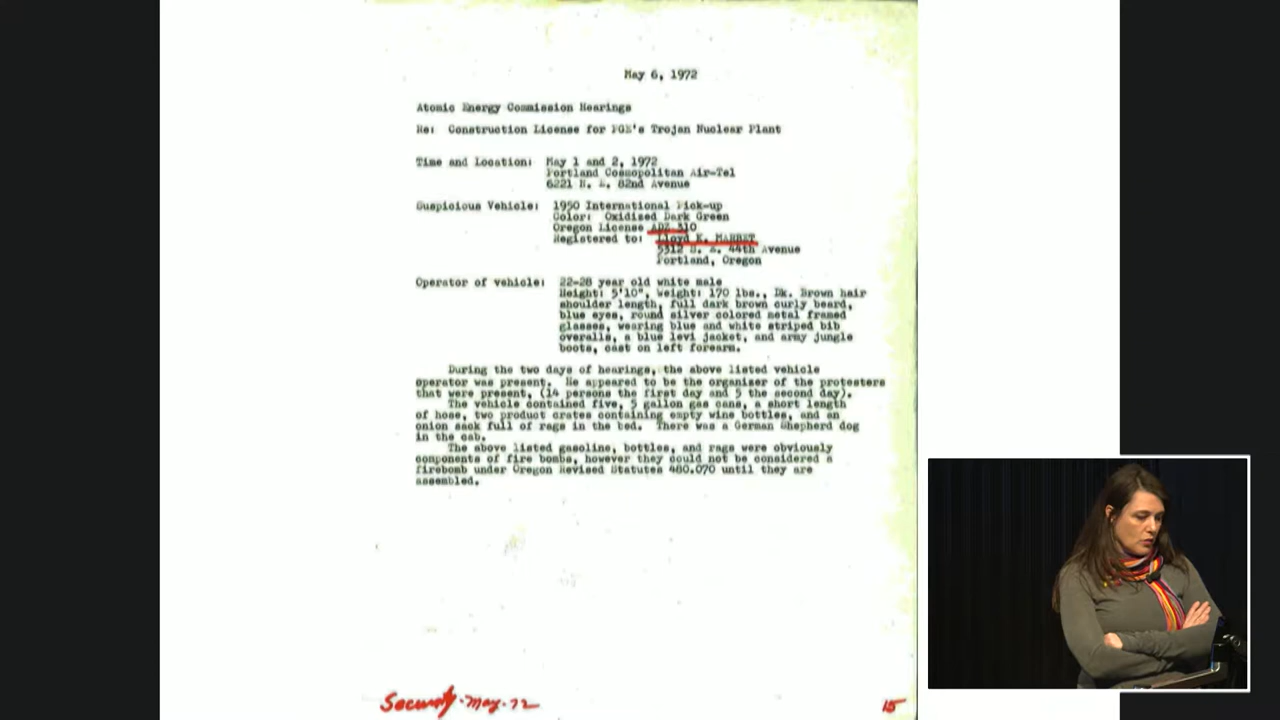 May 6, 1972
Atomic Energy Commission Hearings
Re: Construction License for PGE's Trojan Nuclear Plant
Time and Location: May 1 and 2, 1972
Portland Cosmopolitan Air-Tel
6221 N. E. 82nd Avenue
Suspicious Vehicle: 1950 International Pick-up
Color: Oxidised Dark Green
Oregon License ADZ 310
Registered to: Lloyd K. MARBET
5312 S. E. 44th Avenue
Portland, Oregon
Operator of vehicle: 22-28 year old white male
Height: 5'10", weight: 170 lbs., Dk. Brown hair
shoulder length, full dark brown curly beard,
blue eyes, round silver colored metal framed
glasses, wearing blue and white striped bib
overalls, a blue levi jacket, and army jungle
boots, cast on left forearm.
During the two days of hearings, the above listed vehicle
operator was present. He appeared to be the organiser of the protesters
that were present, (14 persons the first day and 5 the second day).
The vehicle contained five, 5 gallon gas cans, a short length
of hose, two product crates containing empty wine bottles, and an
onion sack full of rags in the bed. There was a German Shepherd dog
in the cab.
The above listed gasoline, bottles, and rags were obviously
components of fire bombs, however they could not be considered a
firebomb under Oregon Revised Statutes 480.070 until they are
assembled.
Security-May-72
15